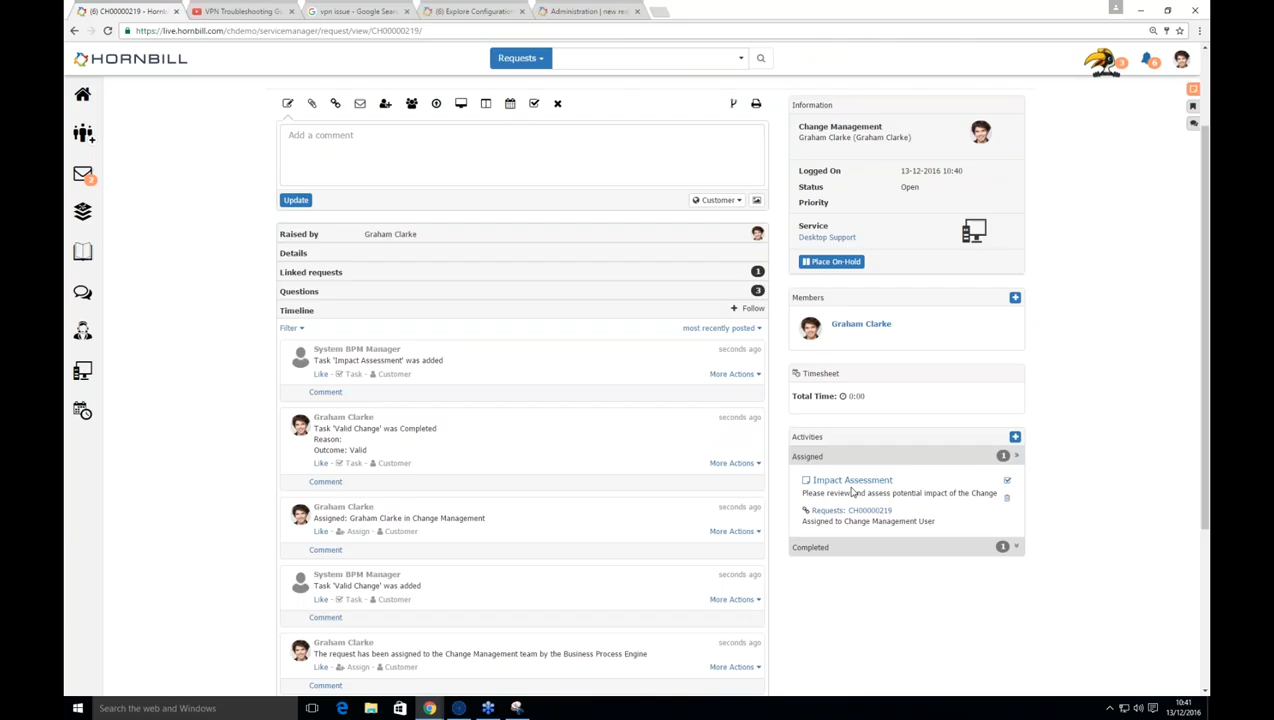 (6) CH00000219 - Hornb
VPN Troubleshooting G
vpn issue - Google Sear
(6) Explore Configuration
Administration | new re
https://live.hornbill.com/chdemo/servicemanager/request/view/CH00000219/
HORNBILL
Requests
3
6
2
Add a comment
Update
Customer
Raised by
Graham Clarke
Details
Linked requests
1
Questions
3
Timeline
+ Follow
Filter
most recently posted
System BPM Manager
seconds ago
Task 'Impact Assessment' was added
Like - Task - Customer
More Actions
Comment
Graham Clarke
seconds ago
Task 'Valid Change' was Completed
Reason:
Outcome: Valid
Like - Task - Customer
More Actions
Comment
Graham Clarke
seconds ago
Assigned: Graham Clarke in Change Management
Like - Assign - Customer
More Actions
Comment
System BPM Manager
seconds ago
Task 'Valid Change' was added
Like - Task - Customer
More Actions
Comment
Graham Clarke
seconds ago
The request has been assigned to the Change Management team by the Business Process Engine
Like - Assign - Customer
More Actions
Comment
Information
Change Management
Graham Clarke (Graham Clarke)
Logged On
13-12-2016 10:40
Status
Open
Priority
Service
Desktop Support
Place On-Hold
Members
Graham Clarke
Timesheet
Total Time: 0:00
Activities
Assigned
1
Impact Assessment
Please review and assess potential impact of the Change
Requests: CH00000219
Assigned to Change Management User
Completed
1
Search the web and Windows
10:41
13/12/2016